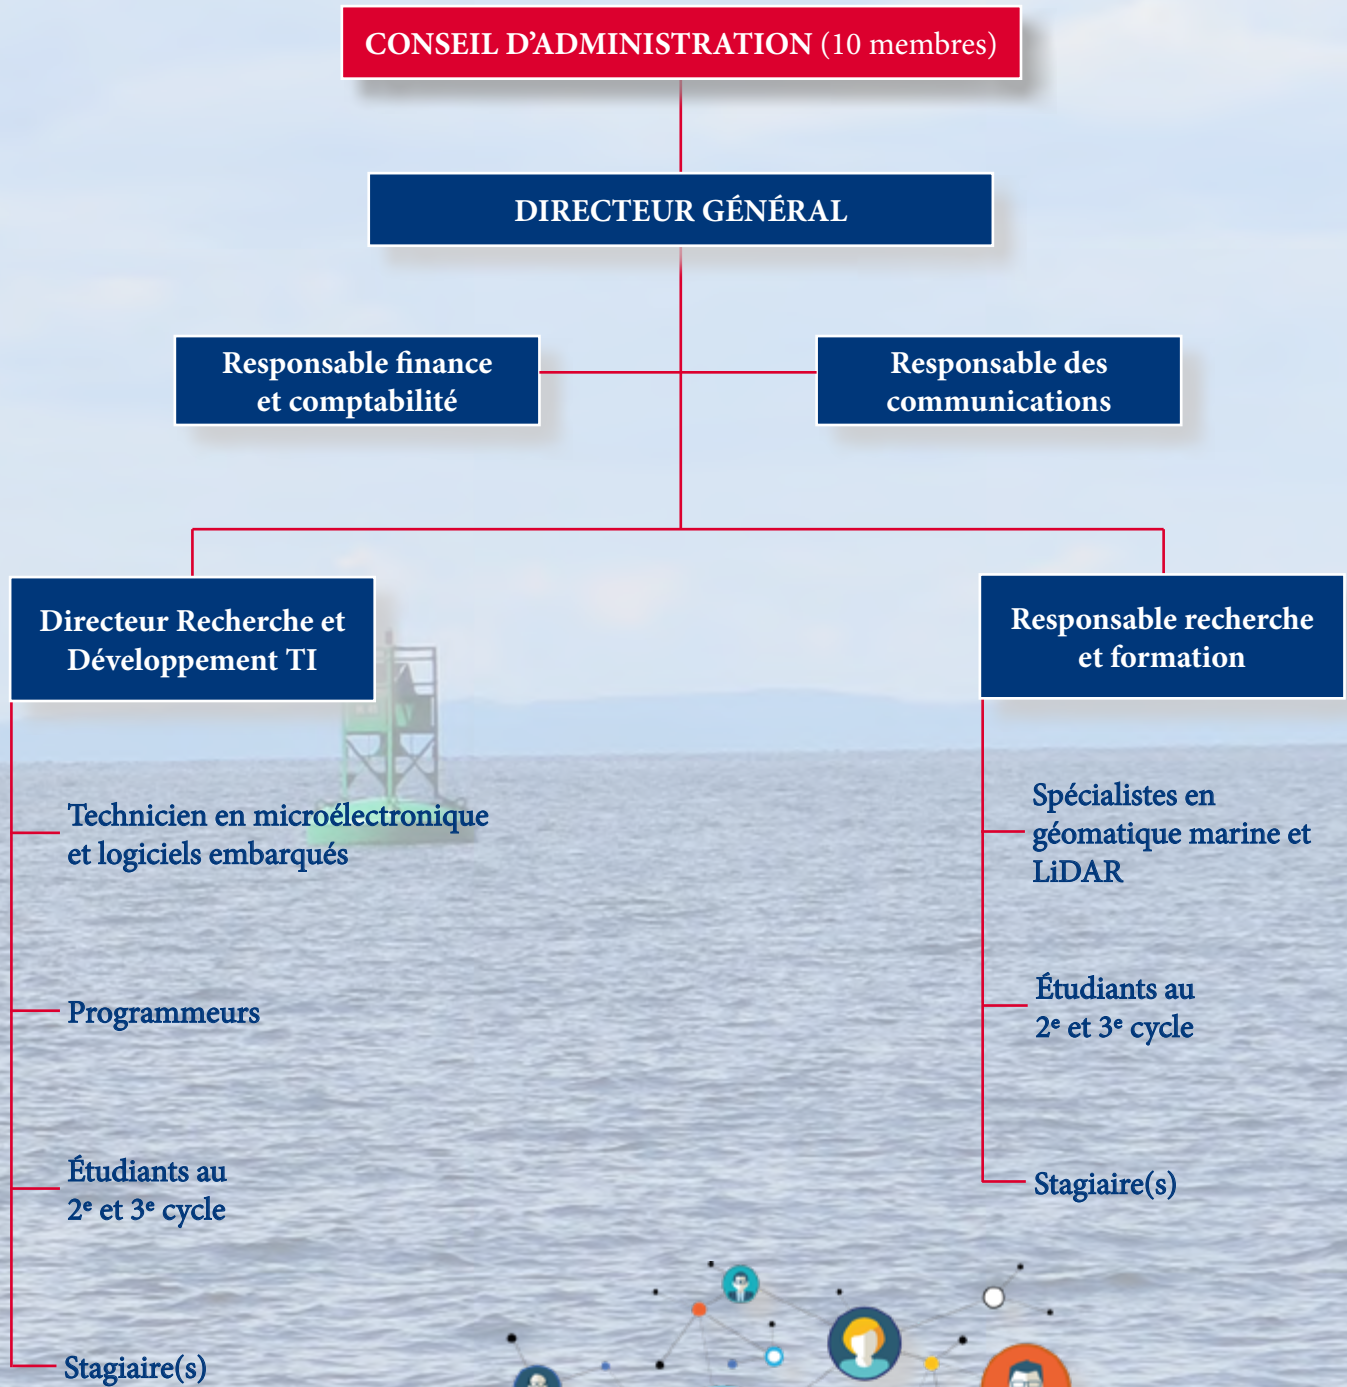 CONSEIL D’ADMINISTRATION (10 membres)
DIRECTEUR GÉNÉRAL
Responsable finance
et comptabilité
Responsable des
communications
Directeur Recherche et
Développement TI
Technicien en microélectronique
et logiciels embarqués
Programmeurs
Étudiants au
2ᵉ et 3ᵉ cycle
Stagiaire(s)
Responsable recherche
et formation
Spécialistes en
géomatique marine et
LiDAR
Étudiants au
2ᵉ et 3ᵉ cycle
Stagiaire(s)